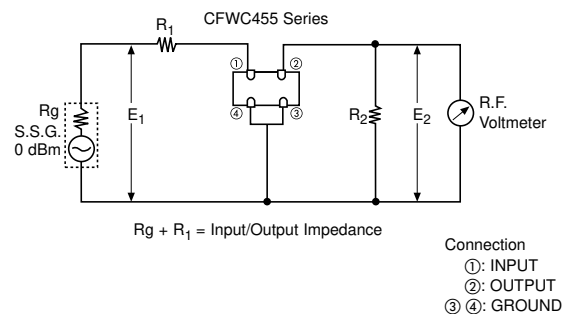 CFWC455 Series
R1
① ②
④ ③
Rg
S.S.G.
0 dBm
E1
R2
E2
R.F.
Voltmeter
Rg + R1 = Input/Output Impedance
Connection
①: INPUT
②: OUTPUT
③ ④: GROUND